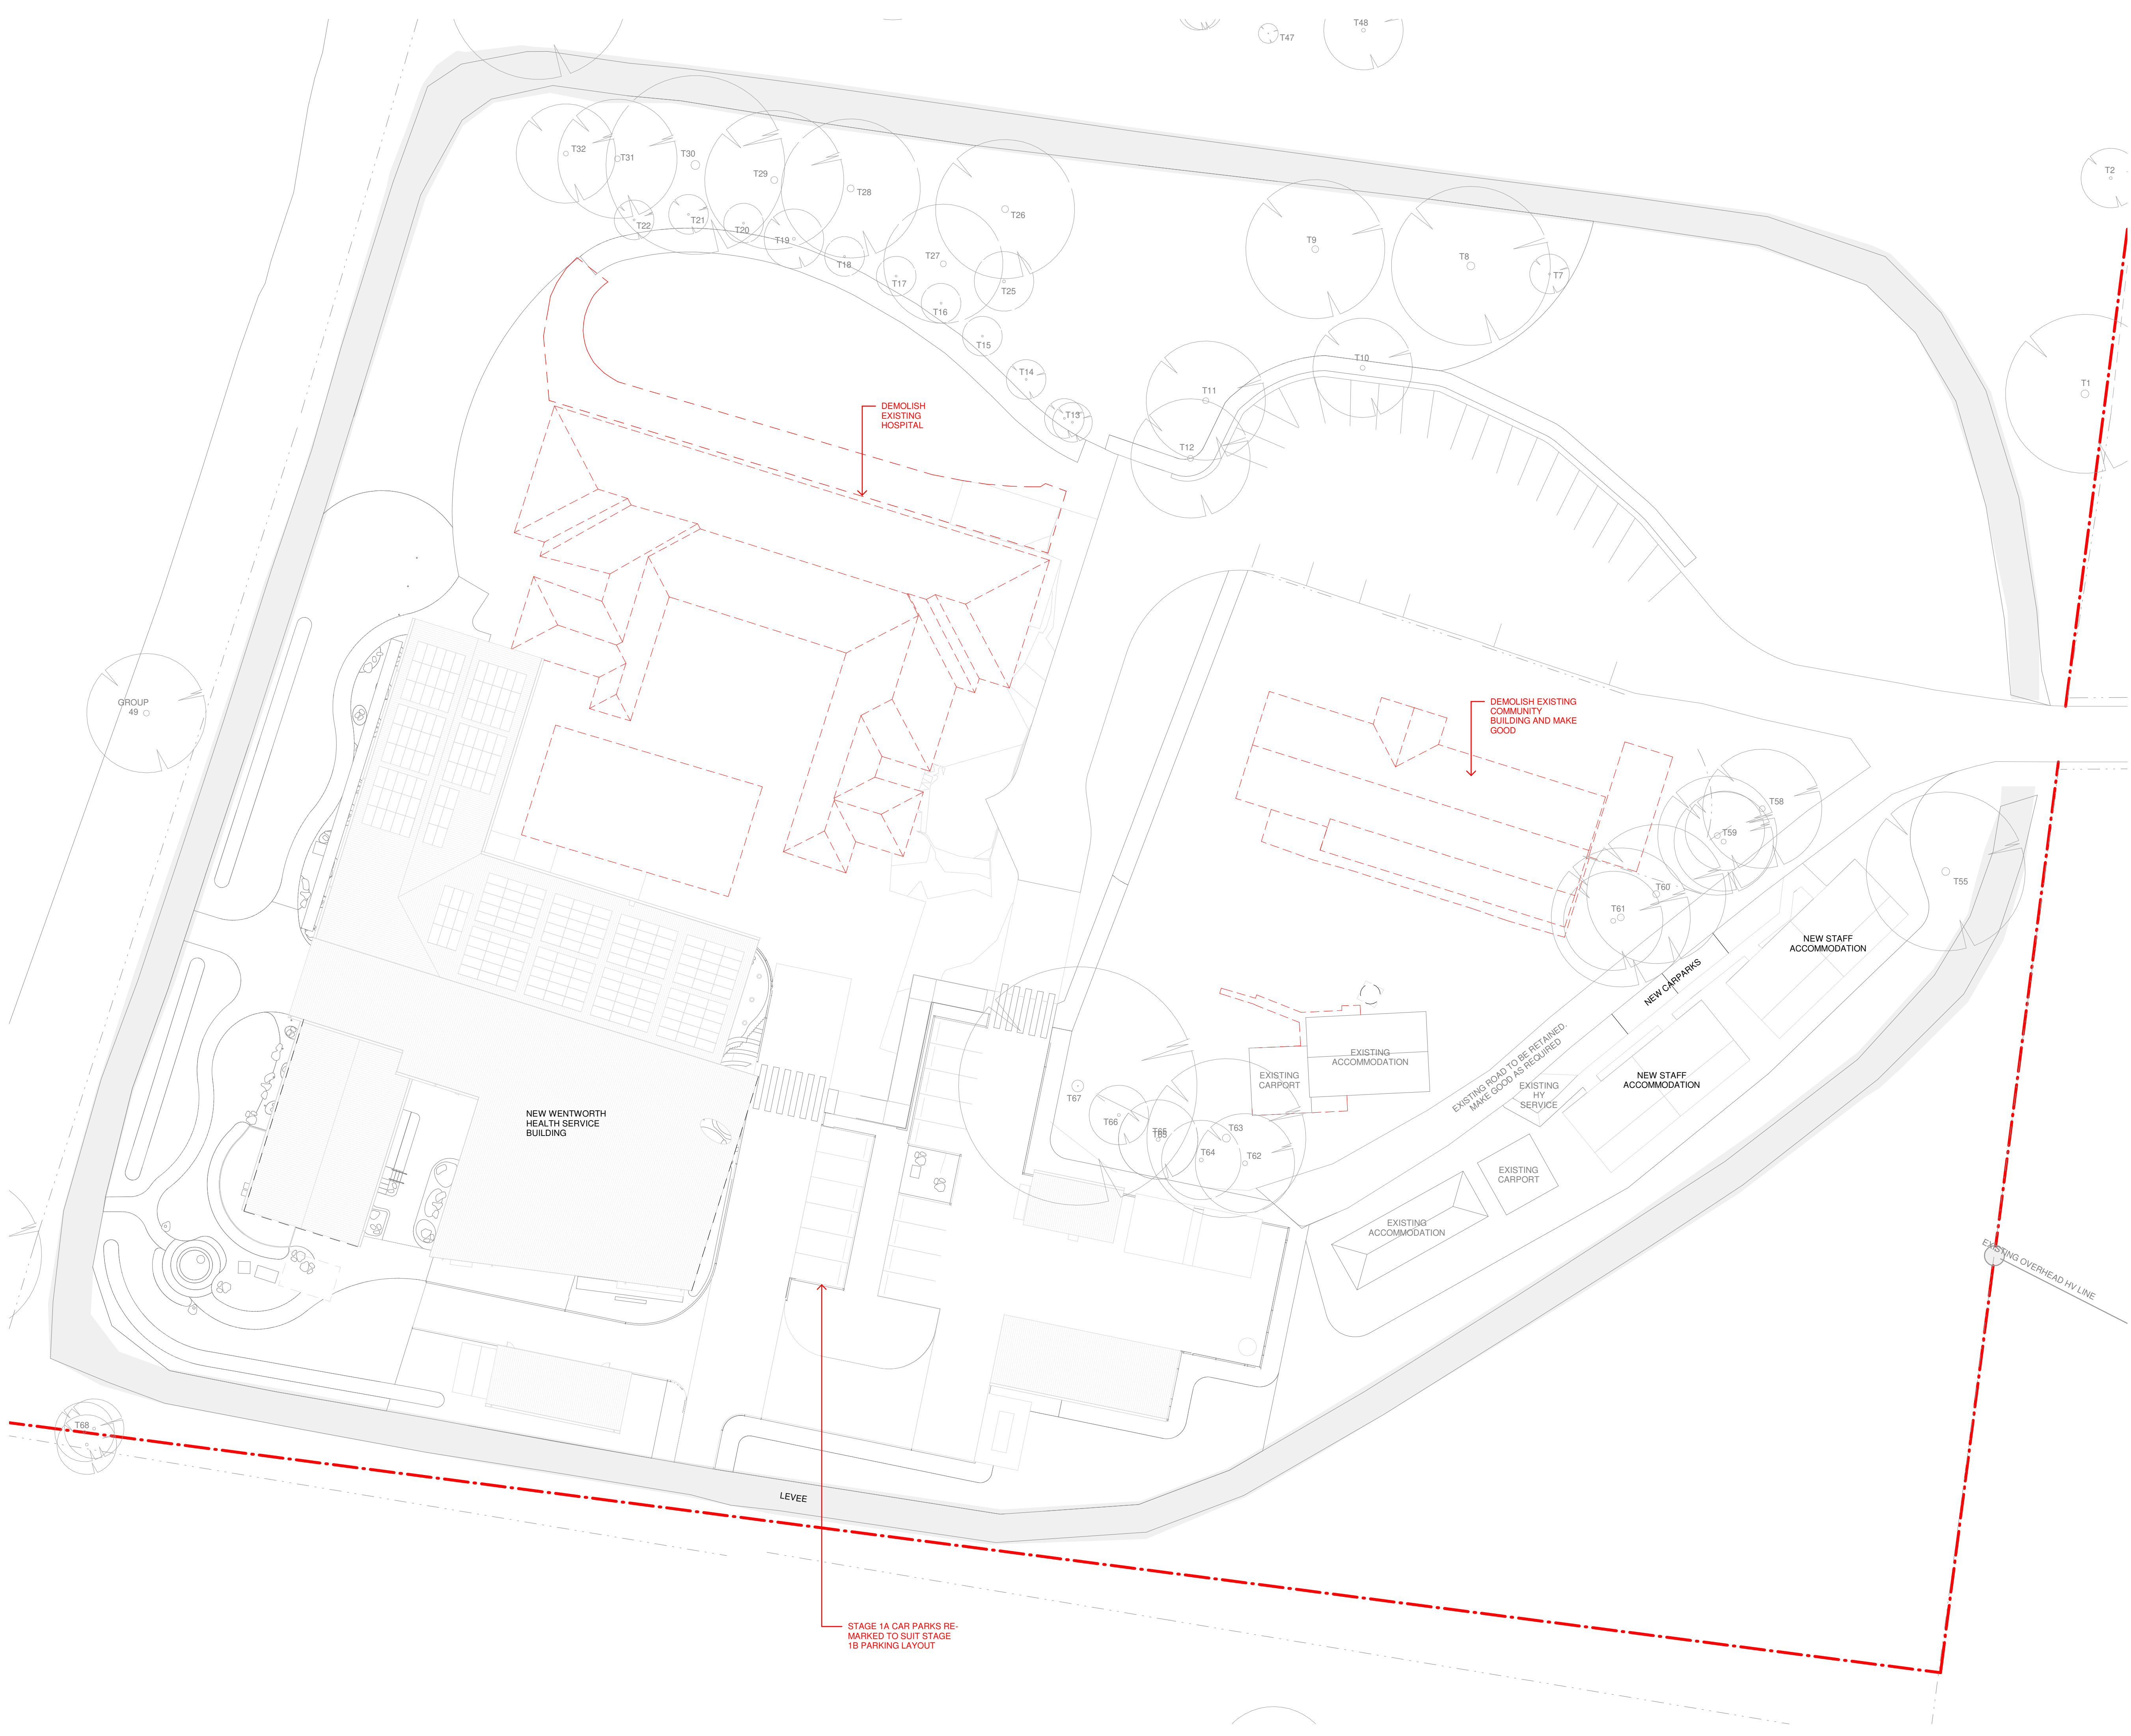 T48
T47
T2
T32
T31
T30
T29
T28
T26
T22
T21
T20
T19
T18
T27
T17
T25
T16
T15
T14
T13
T9
T8
T7
T10
T11
T12
T1
DEMOLISH
EXISTING
HOSPITAL
GROUP
49
DEMOLISH EXISTING
COMMUNITY
BUILDING AND MAKE
GOOD
T58
T59
T60
T61
T55
NEW STAFF
ACCOMMODATION
NEW CARPARKS
EXISTING ROAD TO BE RETAINED.
MAKE GOOD AS REQUIRED
EXISTING
ACCOMMODATION
EXISTING
CARPORT
NEW STAFF
ACCOMMODATION
EXISTING
HY
SERVICE
T67
T66
T65
T63
T64
T62
NEW WENTWORTH
HEALTH SERVICE
BUILDING
EXISTING
CARPORT
EXISTING
ACCOMMODATION
EXISTING OVERHEAD HV LINE
T68
LEVEE
STAGE 1A CAR PARKS RE-
MARKED TO SUIT STAGE
1B PARKING LAYOUT